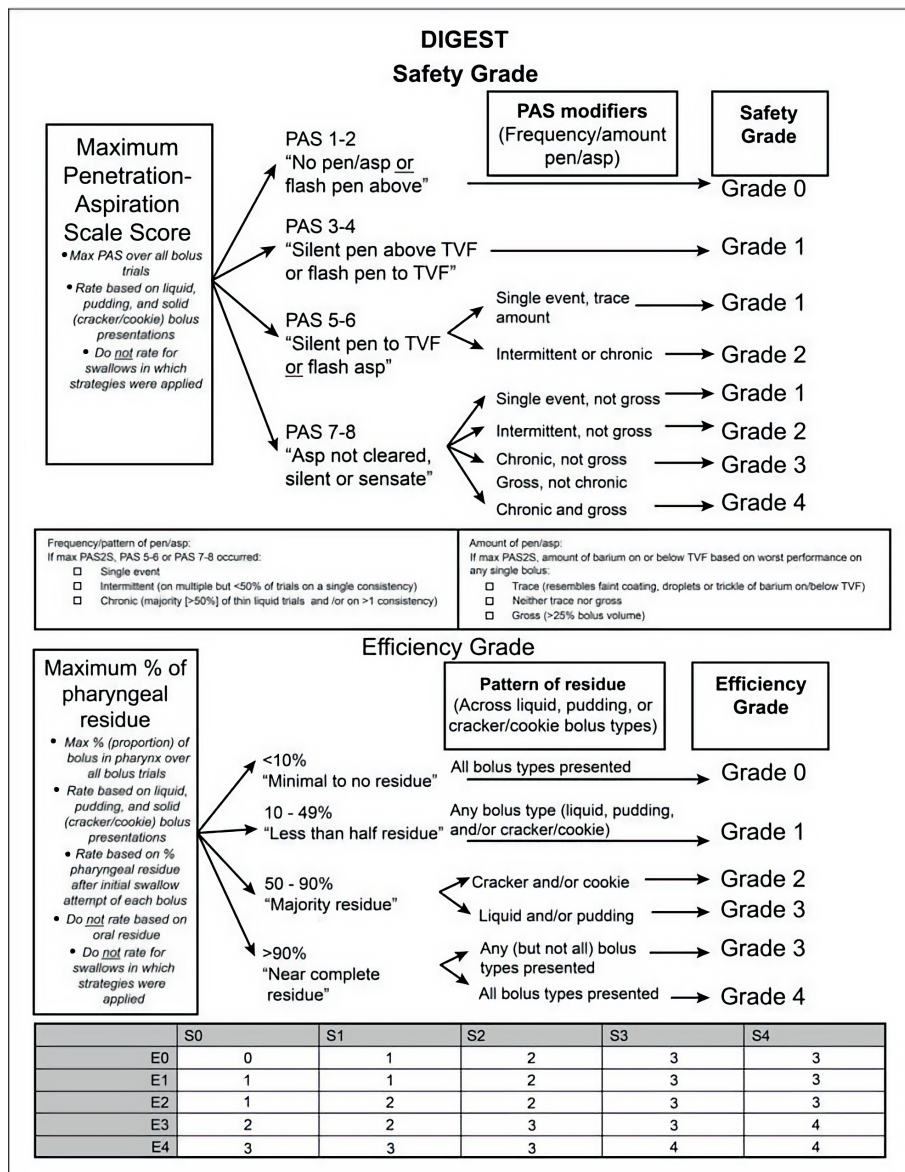 DIGEST
Safety Grade
Maximum
Penetration-
Aspiration
Scale Score
• Max PAS over all bolus
trials
• Rate based on liquid,
pudding, and solid
(cracker/cookie) bolus
presentations
• Do not rate for
swallows in which
strategies were applied
PAS modifiers
(Frequency/amount
pen/asp)
Safety
Grade
PAS 1-2
“No pen/asp or
flash pen above”
Grade 0
PAS 3-4
“Silent pen above TVF
or flash pen to TVF”
Grade 1
PAS 5-6
“Silent pen to TVF
or flash asp”
Single event, trace
amount
Grade 1
Intermittent or chronic
Grade 2
PAS 7-8
“Asp not cleared,
silent or sensate”
Single event, not gross
Grade 1
Intermittent, not gross
Grade 2
Chronic, not gross
Gross, not chronic
Grade 3
Chronic and gross
Grade 4
Frequency/pattern of pen/asp:
If max PAS2S, PAS 5-6 or PAS 7-8 occurred:
☐ Single event
☐ Intermittent (on multiple but <50% of trials on a single consistency)
☐ Chronic (majority [>50%] of thin liquid trials and /or on >1 consistency)
Amount of pen/asp:
If max PAS2S, amount of barium on or below TVF based on worst performance on
any single bolus:
☐ Trace (resembles faint coating, droplets or trickle of barium on/below TVF)
☐ Neither trace nor gross
☐ Gross (>25% bolus volume)
Efficiency Grade
Maximum % of
pharyngeal
residue
• Max % (proportion) of
bolus in pharynx over
all bolus trials
• Rate based on liquid,
pudding, and solid
(cracker/cookie) bolus
presentations
• Rate based on %
pharyngeal residue
after initial swallow
attempt of each bolus
• Do not rate based on
oral residue
• Do not rate for
swallows in which
strategies were
applied
Pattern of residue
(Across liquid, pudding, or
cracker/cookie bolus types)
Efficiency
Grade
<10%
“Minimal to no residue”
All bolus types presented
Grade 0
10 - 49%
“Less than half residue”
Any bolus type (liquid, pudding,
and/or cracker/cookie)
Grade 1
50 - 90%
“Majority residue”
Cracker and/or cookie
Grade 2
Liquid and/or pudding
Grade 3
>90%
“Near complete
residue”
Any (but not all) bolus
types presented
Grade 3
All bolus types presented
Grade 4
S0 S1 S2 S3 S4
E0 0 1 2 3 3
E1 1 1 2 3 3
E2 1 2 2 3 3
E3 2 2 3 3 4
E4 3 3 3 4 4